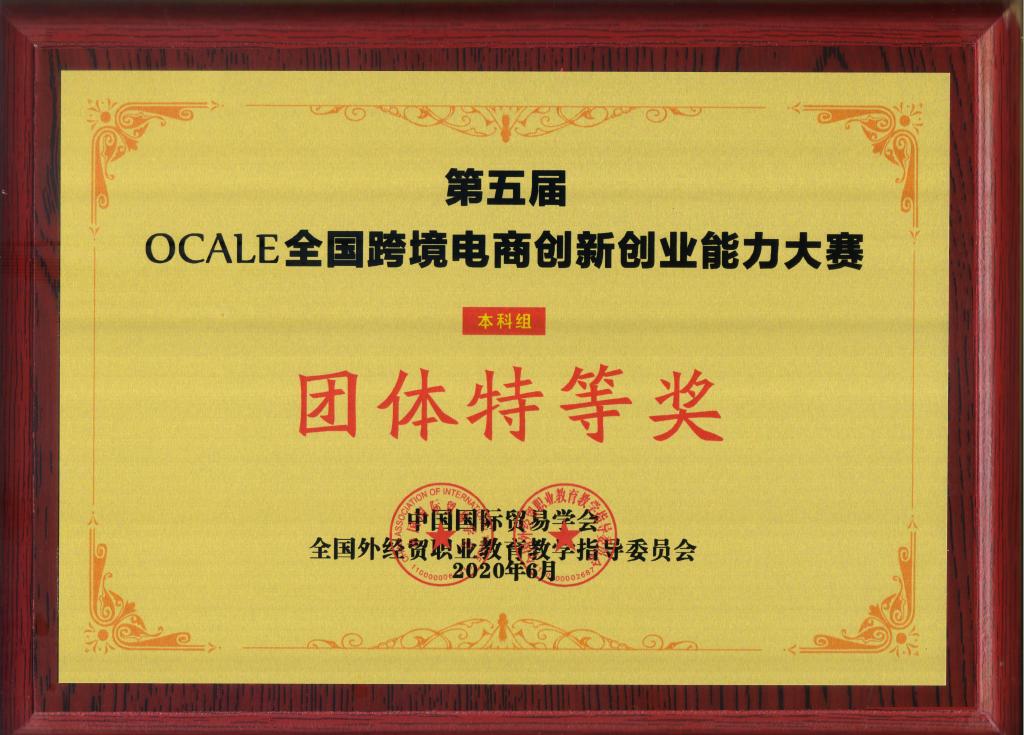 第五届
OCALE全国跨境电商创新创业能力大赛
本科组
团体特等奖
中国国际贸易学会
全国外经贸职业教育教学指导委员会
2020年6月